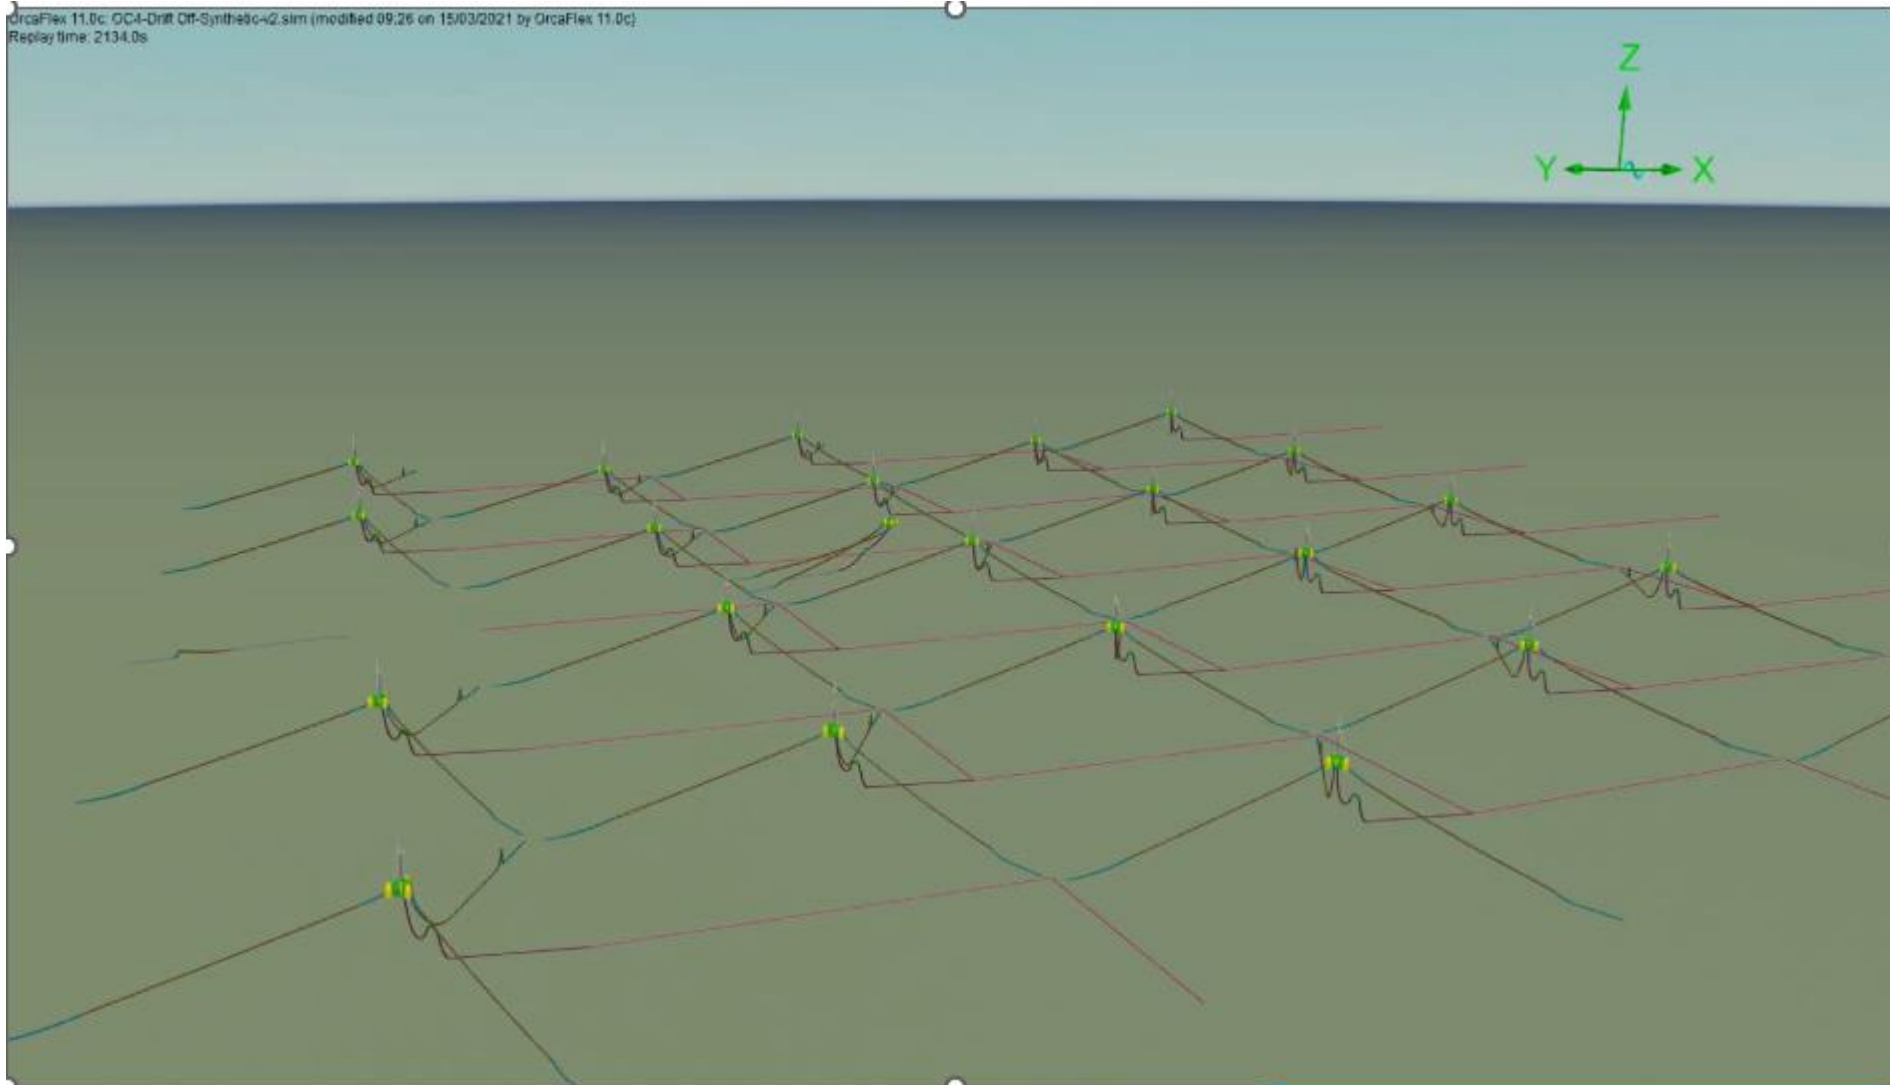 OrcaFlex 11.0c: OC4-Drift Off-Synthetic-v2.sim (modified 09:26 on 15/03/2021 by OrcaFlex 11.0c)
Replay time: 2134.0s
Z
Y X